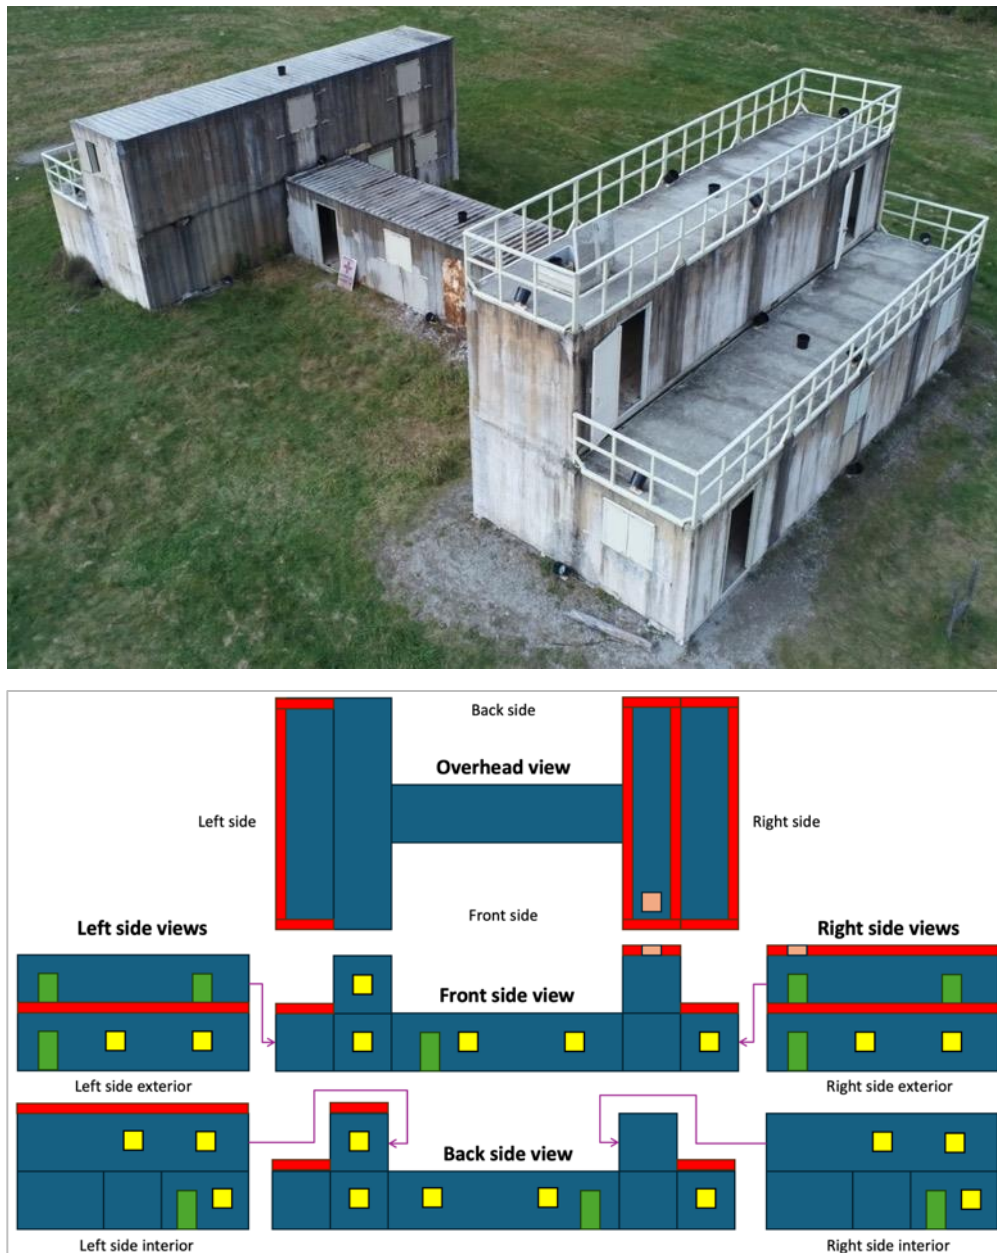 Back side
Overhead view
Left side
Right side
Front side
Left side views
Right side views
Front side view
Left side exterior
Right side exterior
Back side view
Left side interior
Right side interior